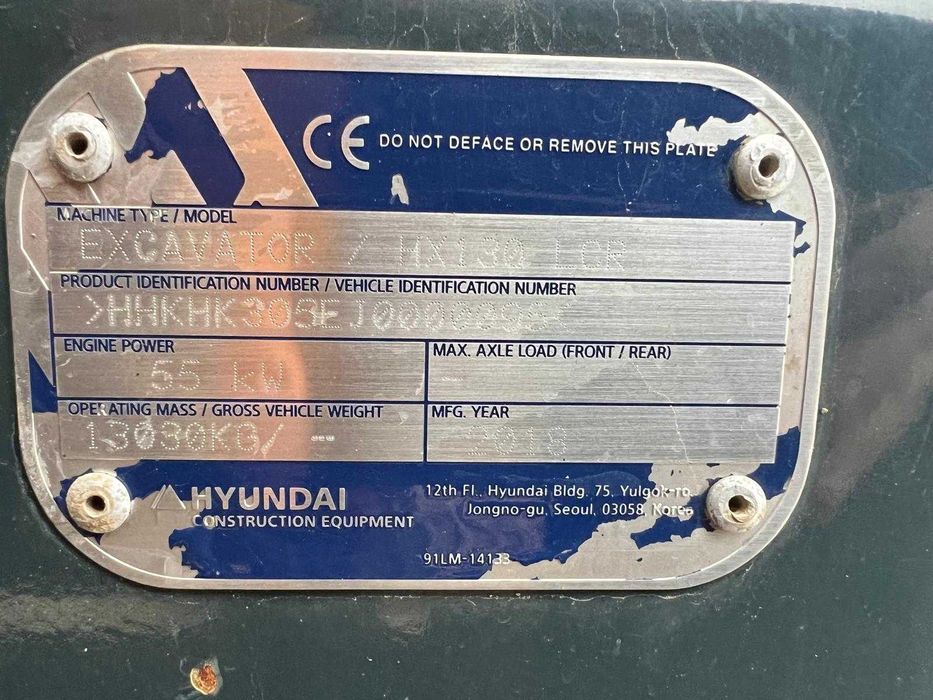 CE DO NOT DEFACE OR REMOVE THIS PLATE
MACHINE TYPE / MODEL
EXCAVATOR / HX130 LCR
PRODUCT IDENTIFICATION NUMBER / VEHICLE IDENTIFICATION NUMBER
ENGINE POWER
55 kW
MAX. AXLE LOAD (FRONT / REAR)
-
OPERATING MASS / GROSS VEHICLE WEIGHT
13030KG/ --
MFG. YEAR
2018
HYUNDAI
CONSTRUCTION EQUIPMENT
12th Fl., Hyundai Bldg. 75, Yulgok-ro,
Jongno-gu, Seoul, 03058, Korea
91LM-14133